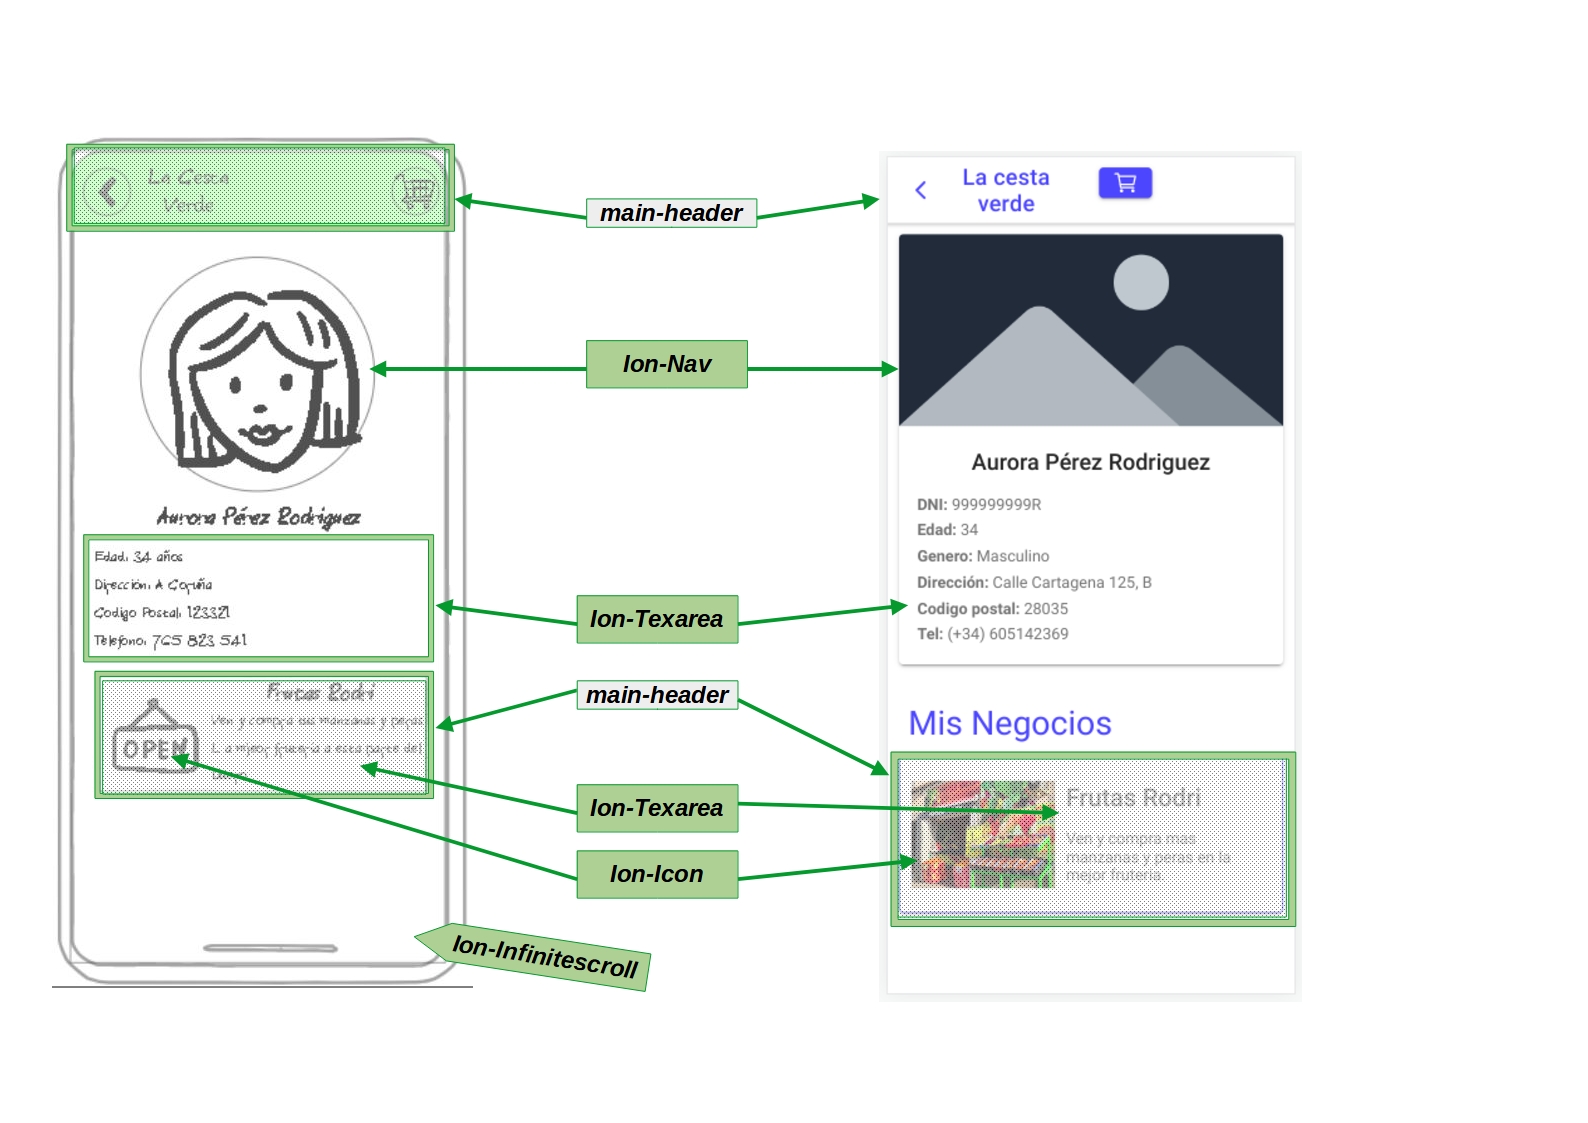 La Cesta
Verde
Aurora Pérez Rodriguez
Edad: 34 años
Dirección: A Coruña
Codigo Postal: 123321
Telefono: 765 823 541
Frutas Rodri
Ven y compra tus manzanas y peras
La mejor fruteria a esta parte del
OPEN
main-header
Ion-Nav
Ion-Texarea
main-header
Ion-Texarea
Ion-Icon
Ion-Infinitescroll
La cesta
verde
Aurora Pérez Rodriguez
DNI: 999999999R
Edad: 34
Genero: Masculino
Dirección: Calle Cartagena 125, B
Codigo postal: 28035
Tel: (+34) 605142369
Mis Negocios
Frutas Rodri
Ven y compra mas
manzanas y peras en la
mejor fruteria.